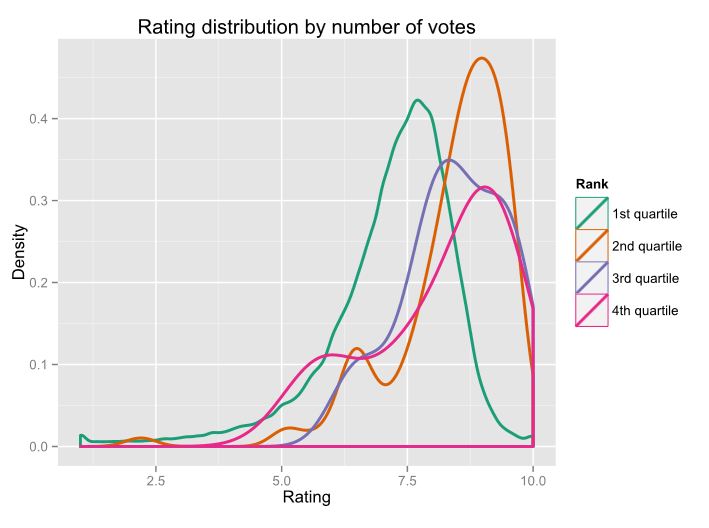 Rating distribution by number of votes
0.4
0.3
0.2
0.1
0.0
Density
2.5 5.0 7.5 10.0
Rating
Rank
1st quartile
2nd quartile
3rd quartile
4th quartile